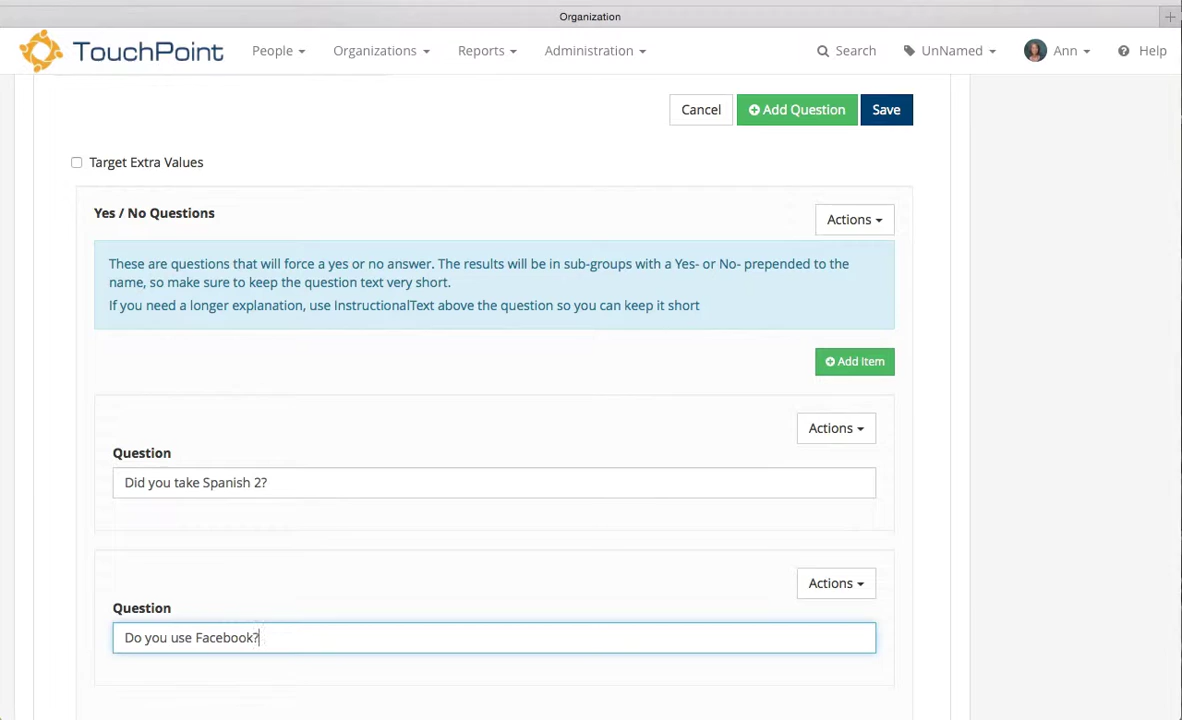 Organization
TouchPoint People Organizations Reports Administration Search UnNamed Ann Help
Cancel Add Question Save
Target Extra Values
Yes / No Questions
Actions
These are questions that will force a yes or no answer. The results will be in sub-groups with a Yes- or No- prepended to the
name, so make sure to keep the question text very short.
If you need a longer explanation, use InstructionalText above the question so you can keep it short
Add Item
Actions
Question
Did you take Spanish 2?
Actions
Question
Do you use Facebook?